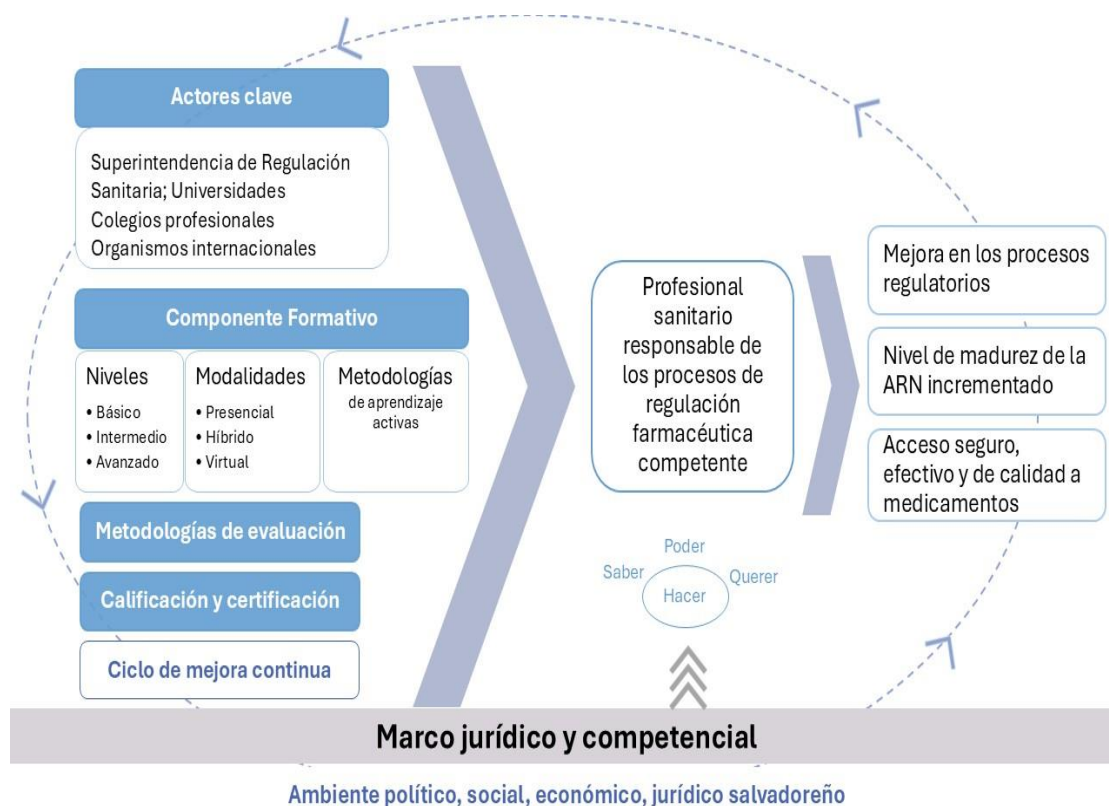 Actores clave
Superintendencia de Regulación
Sanitaria; Universidades
Colegios profesionales
Organismos internacionales
Componente Formativo
Niveles
• Básico
• Intermedio
• Avanzado
Modalidades
• Presencial
• Híbrido
• Virtual
Metodologías
de aprendizaje
activas
Metodologías de evaluación
Calificación y certificación
Ciclo de mejora continua
Profesional
sanitario
responsable de
los procesos de
regulación
farmacéutica
competente
Poder
Saber
Querer
Hacer
Mejora en los procesos
regulatorios
Nivel de madurez de la
ARN incrementado
Acceso seguro,
efectivo y de calidad a
medicamentos
Marco jurídico y competencial
Ambiente político, social, económico, jurídico salvadoreño